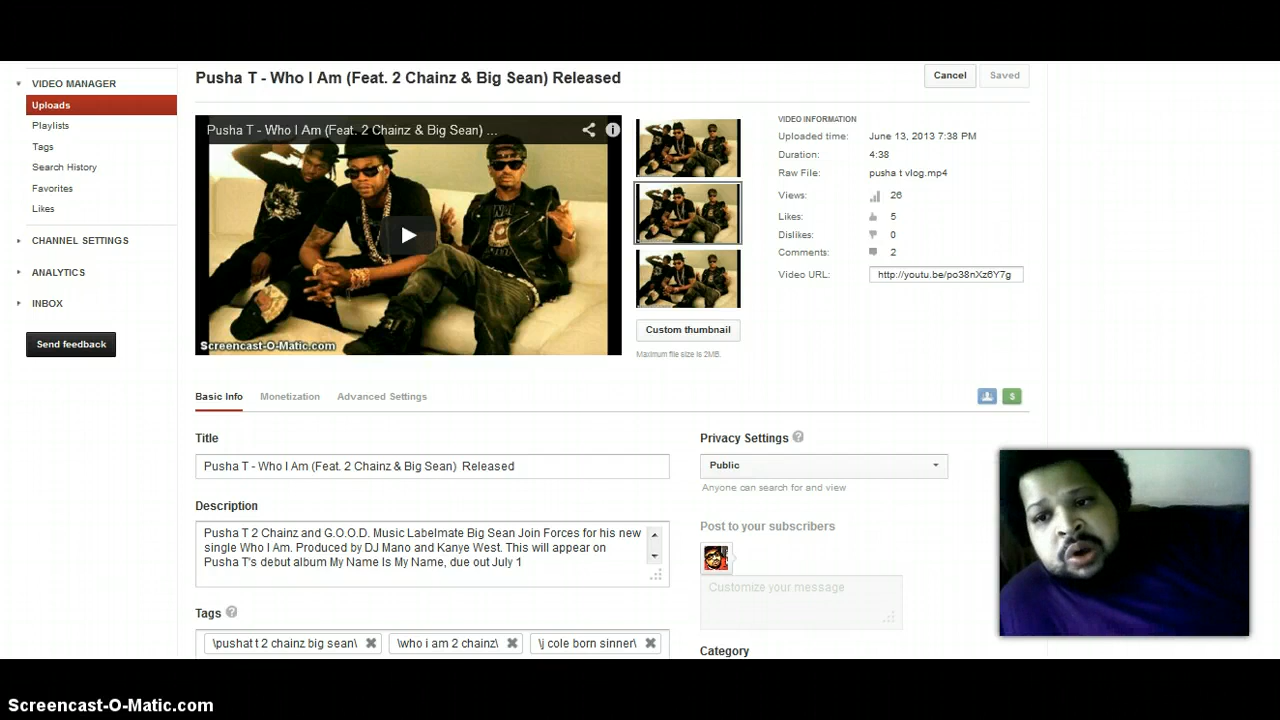 VIDEO MANAGER
Uploads
Playlists
Tags
Search History
Favorites
Likes
CHANNEL SETTINGS
ANALYTICS
INBOX
Send feedback
Pusha T - Who I Am (Feat. 2 Chainz & Big Sean) Released
Cancel
Saved
Pusha T - Who I Am (Feat. 2 Chainz & Big Sean) ...
Screencast-O-Matic.com
Custom thumbnail
Maximum file size is 2MB.
VIDEO INFORMATION
Uploaded time: June 13, 2013 7:38 PM
Duration: 4:38
Raw File: pusha t vlog.mp4
Views: 26
Likes: 5
Dislikes: 0
Comments: 2
Video URL: http://youtu.be/po38nXz6Y7g
Basic Info Monetization Advanced Settings
$
Title
Pusha T - Who I Am (Feat. 2 Chainz & Big Sean) Released
Description
Pusha T 2 Chainz and G.O.O.D. Music Labelmate Big Sean Join Forces for his new
single Who I Am. Produced by DJ Mano and Kanye West. This will appear on
Pusha T's debut album My Name Is My Name, due out July 1
Tags ?
\pushat t 2 chainz big sean\
\who i am 2 chainz\
\j cole born sinner\
Privacy Settings ?
Public
Anyone can search for and view
Post to your subscribers
Customize your message
Category
Screencast-O-Matic.com